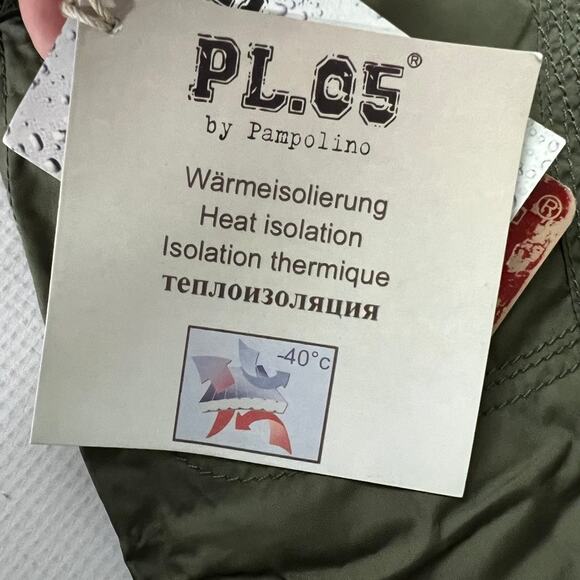 PL.05®
by Pampolino
Wärmeisolierung
Heat isolation
Isolation thermique
теплоизоляция
-40°c
®